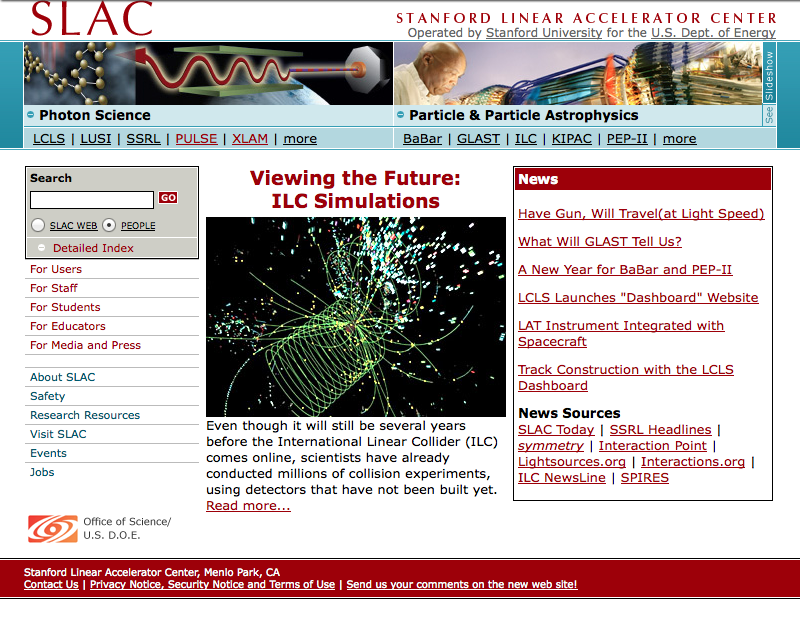 SLAC
STANFORD LINEAR ACCELERATOR CENTER
Operated by Stanford University for the U.S. Dept. of Energy
See Slideshow
Photon Science
LCLS | LUSI | SSRL | PULSE | XLAM | more
Particle & Particle Astrophysics
BaBar | GLAST | ILC | KIPAC | PEP-II | more
Search
GO
SLAC WEB PEOPLE
Detailed Index
For Users
For Staff
For Students
For Educators
For Media and Press
About SLAC
Safety
Research Resources
Visit SLAC
Events
Jobs
Office of Science/
U.S. D.O.E.
Viewing the Future:
ILC Simulations
Even though it will still be several years
before the International Linear Collider (ILC)
comes online, scientists have already
conducted millions of collision experiments,
using detectors that have not been built yet.
Read more...
News
Have Gun, Will Travel(at Light Speed)
What Will GLAST Tell Us?
A New Year for BaBar and PEP-II
LCLS Launches "Dashboard" Website
LAT Instrument Integrated with
Spacecraft
Track Construction with the LCLS
Dashboard
News Sources
SLAC Today | SSRL Headlines |
symmetry | Interaction Point |
Lightsources.org | Interactions.org |
ILC NewsLine | SPIRES
Stanford Linear Accelerator Center, Menlo Park, CA
Contact Us | Privacy Notice, Security Notice and Terms of Use | Send us your comments on the new web site!